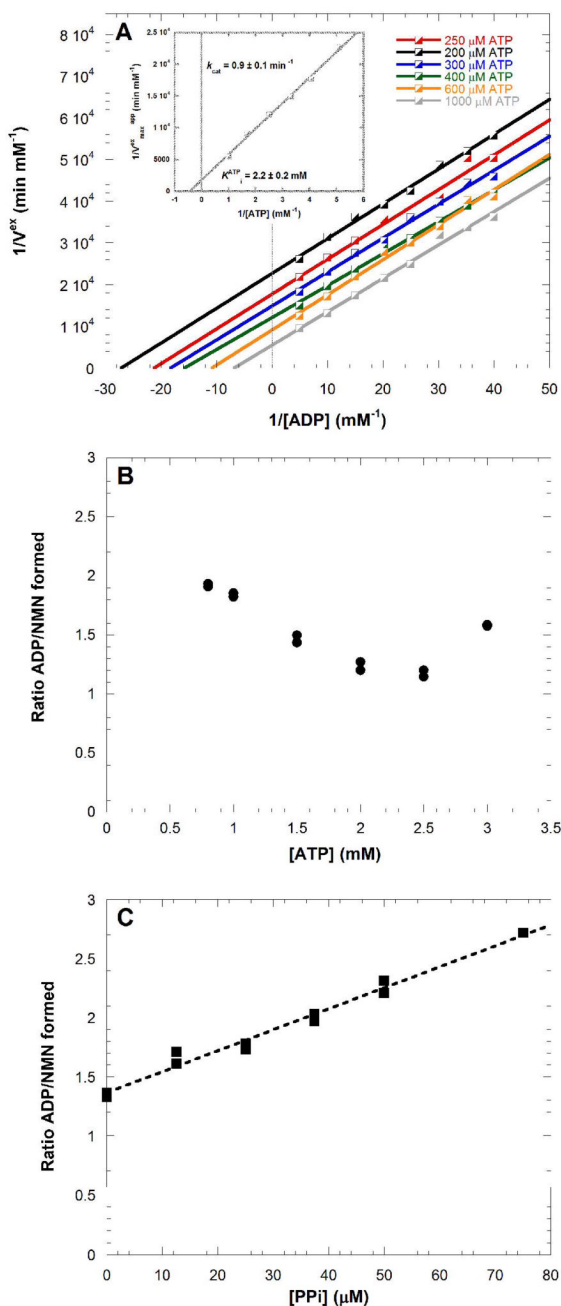 A
8 10⁴
7 10⁴
6 10⁴
5 10⁴
4 10⁴
3 10⁴
2 10⁴
1 10⁴
0
1/Vᵉˣ (min mM⁻¹)
-30 -20 -10 0 10 20 30 40 50
1/[ADP] (mM⁻¹)
2.5 10⁴
2 10⁴
1.5 10⁴
1 10⁴
5000
0
1/Vᵉˣₘₐₓᵃᵖᵖ (min mM⁻¹)
k_cat = 0.9 ± 0.1 min⁻¹
K^ATP_i = 2.2 ± 0.2 mM
-1 0 1 2 3 4 5 6
1/[ATP] (mM⁻¹)
250 µM ATP
200 µM ATP
300 µM ATP
400 µM ATP
600 µM ATP
1000 µM ATP
B
3
2.5
2
1.5
1
0.5
0
Ratio ADP/NMN formed
0 0.5 1 1.5 2 2.5 3 3.5
[ATP] (mM)
C
3
2.5
2
1.5
1
0.5
0
Ratio ADP/NMN formed
0 10 20 30 40 50 60 70 80
[PPi] (µM)